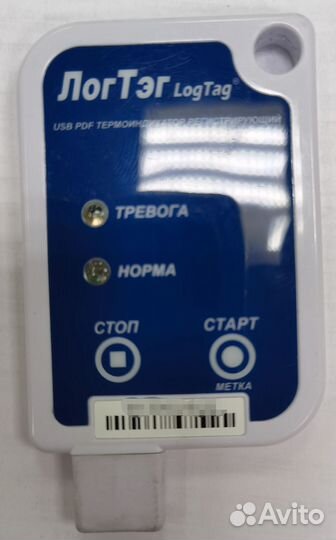 ЛогТэг LogTag®
USB PDF ТЕРМОИНДИКАТОР РЕГИСТРИРУЮЩИЙ
ТРЕВОГА
НОРМА
СТОП СТАРТ
МЕТКА
Avito